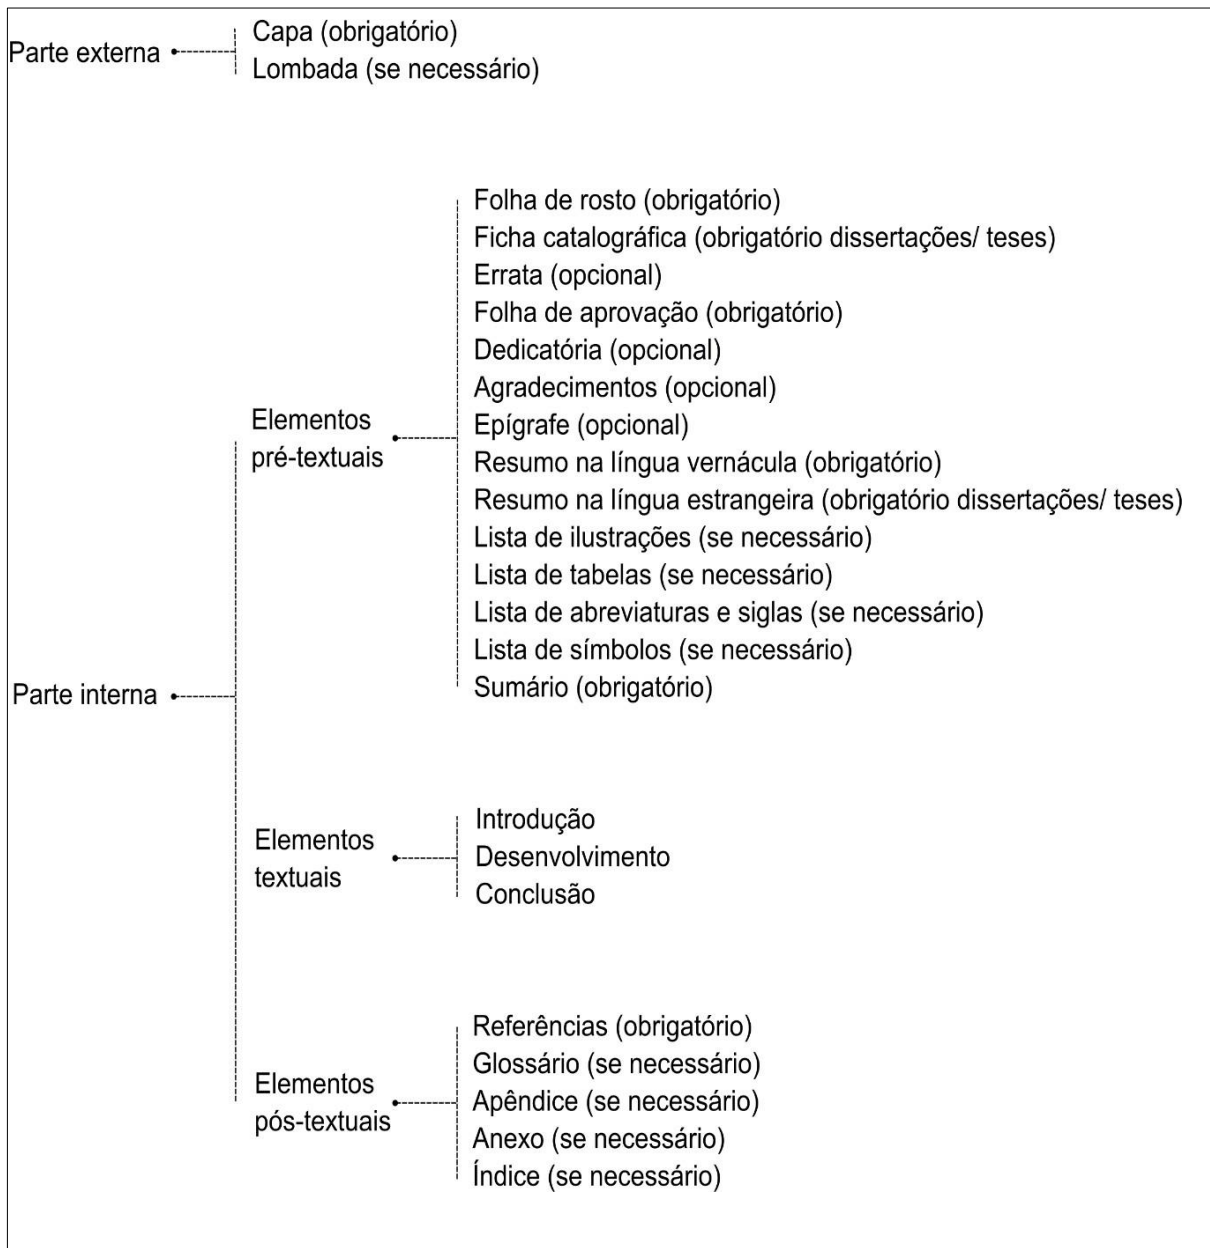 Parte externa
Capa (obrigatório)
Lombada (se necessário)
Parte interna
Elementos
pré-textuais
Folha de rosto (obrigatório)
Ficha catalográfica (obrigatório dissertações/ teses)
Errata (opcional)
Folha de aprovação (obrigatório)
Dedicatória (opcional)
Agradecimentos (opcional)
Epígrafe (opcional)
Resumo na língua vernácula (obrigatório)
Resumo na língua estrangeira (obrigatório dissertações/ teses)
Lista de ilustrações (se necessário)
Lista de tabelas (se necessário)
Lista de abreviaturas e siglas (se necessário)
Lista de símbolos (se necessário)
Sumário (obrigatório)
Elementos
textuais
Introdução
Desenvolvimento
Conclusão
Elementos
pós-textuais
Referências (obrigatório)
Glossário (se necessário)
Apêndice (se necessário)
Anexo (se necessário)
Índice (se necessário)